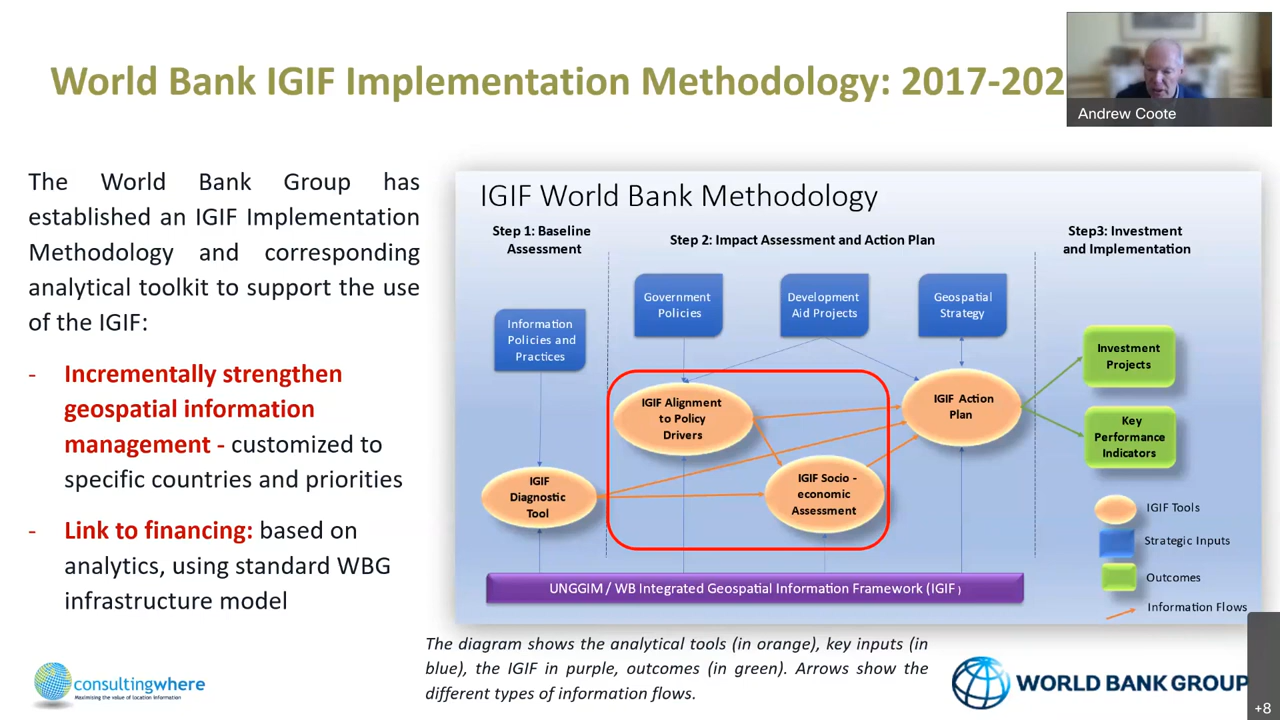 World Bank IGIF Implementation Methodology: 2017-202
Andrew Coote
The World Bank Group has
established an IGIF Implementation
Methodology and corresponding
analytical toolkit to support the use
of the IGIF:
- Incrementally strengthen
geospatial information
management - customized to
specific countries and priorities
- Link to financing: based on
analytics, using standard WBG
infrastructure model
IGIF World Bank Methodology
Step 1: Baseline
Assessment
Step 2: Impact Assessment and Action Plan
Step3: Investment
and Implementation
Information
Policies and
Practices
Government
Policies
Development
Aid Projects
Geospatial
Strategy
Investment
Projects
Key
Performance
Indicators
IGIF Alignment
to Policy
Drivers
IGIF Action
Plan
IGIF
Diagnostic
Tool
IGIF Socio -
economic
Assessment
IGIF Tools
Strategic Inputs
Outcomes
Information Flows
UNGGIM / WB Integrated Geospatial Information Framework (IGIF )
The diagram shows the analytical tools (in orange), key inputs (in
blue), the IGIF in purple, outcomes (in green). Arrows show the
different types of information flows.
consultingwhere
Maximising the value of location information
WORLD BANK GROUP
+8